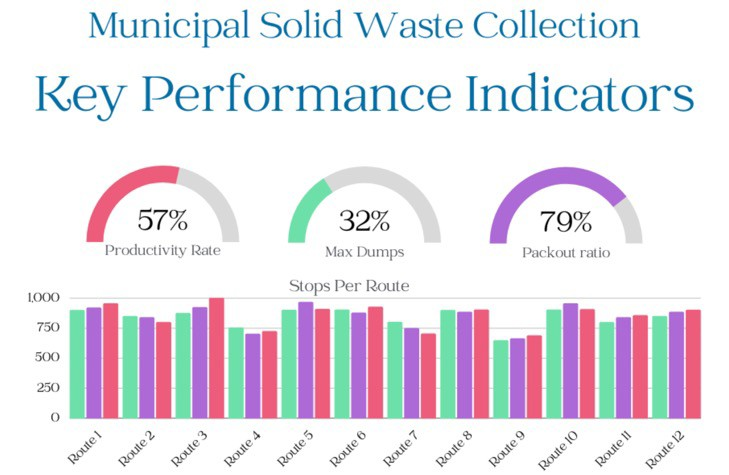 Municipal Solid Waste Collection
Key Performance Indicators
57%
Productivity Rate
32%
Max Dumps
79%
Packout ratio
Stops Per Route
1,000
750
500
250
0
Route 1
Route 2
Route 3
Route 4
Route 5
Route 6
Route 7
Route 8
Route 9
Route 10
Route 11
Route 12